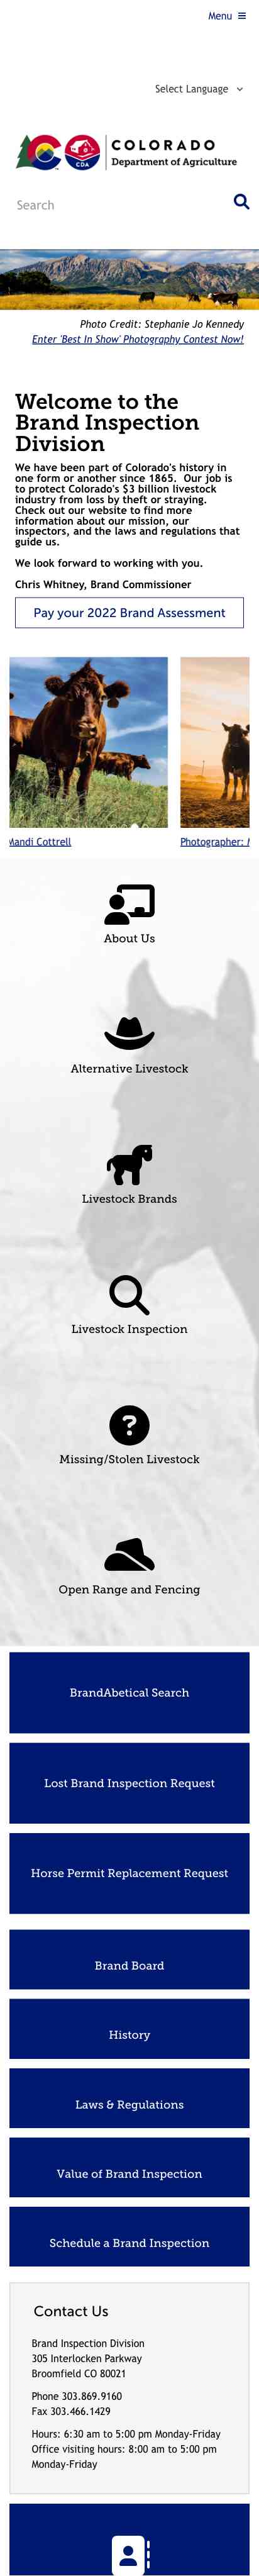 Menu
Select Language
COLORADO
Department of Agriculture
CDA
Search
Photo Credit: Stephanie Jo Kennedy
Enter 'Best In Show' Photography Contest Now!
Welcome to the
Brand Inspection
Division
We have been part of Colorado's history in
one form or another since 1865. Our job is
to protect Colorado's $3 billion livestock
industry from loss by theft or straying.
Check out our website to find more
information about our mission, our
inspectors, and the laws and regulations that
guide us.
We look forward to working with you.
Chris Whitney, Brand Commissioner
Pay your 2022 Brand Assessment
Mandi Cottrell
Photographer:
About Us
Alternative Livestock
Livestock Brands
Livestock Inspection
?
Missing/Stolen Livestock
Open Range and Fencing
BrandAbetical Search
Lost Brand Inspection Request
Horse Permit Replacement Request
Brand Board
History
Laws & Regulations
Value of Brand Inspection
Schedule a Brand Inspection
Contact Us
Brand Inspection Division
305 Interlocken Parkway
Broomfield CO 80021
Phone 303.869.9160
Fax 303.466.1429
Hours: 6:30 am to 5:00 pm Monday-Friday
Office visiting hours: 8:00 am to 5:00 pm
Monday-Friday